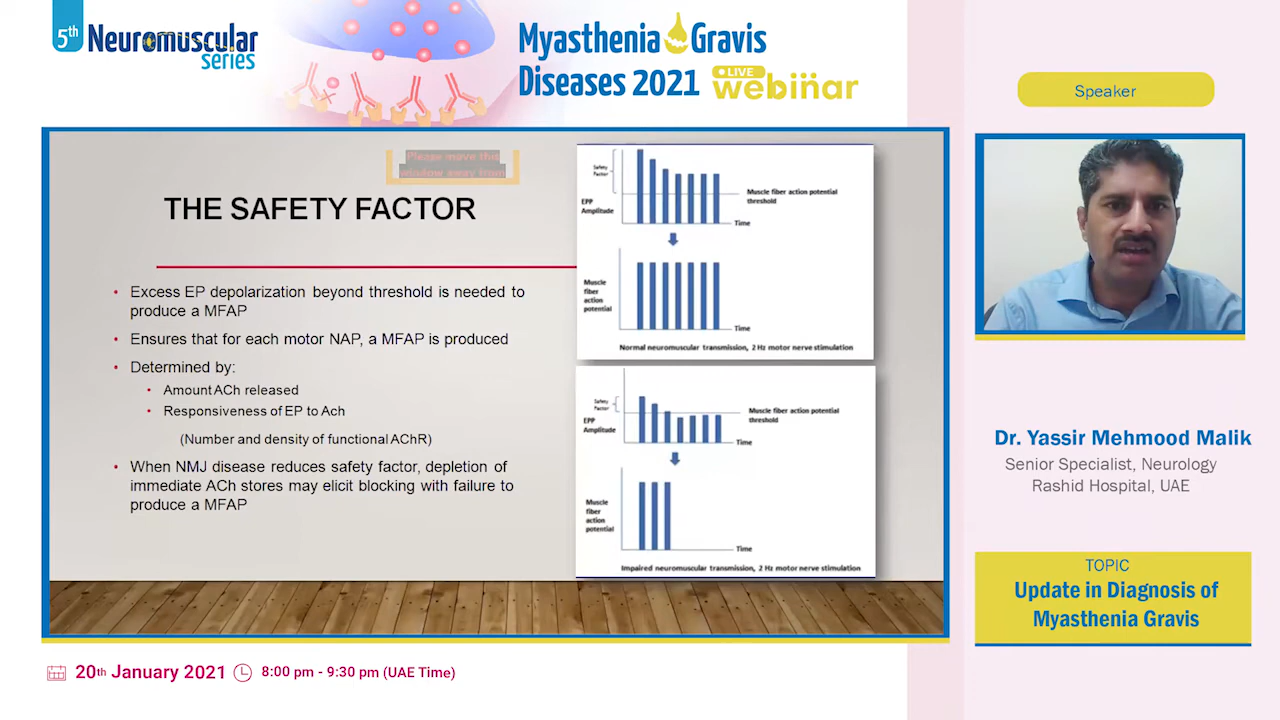 5th Neuromuscular
series
Myasthenia Gravis
Diseases 2021
LIVE
webinar
Speaker
Please move this
window away from
THE SAFETY FACTOR
• Excess EP depolarization beyond threshold is needed to
produce a MFAP
• Ensures that for each motor NAP, a MFAP is produced
• Determined by:
• Amount ACh released
• Responsiveness of EP to Ach
(Number and density of functional AChR)
• When NMJ disease reduces safety factor, depletion of
immediate ACh stores may elicit blocking with failure to
produce a MFAP
Safety
Factor
EPP
Amplitude
Muscle fiber action potential
threshold
Time
Muscle
fiber
action
potential
Time
Normal neuromuscular transmission, 2 Hz motor nerve stimulation
Safety
Factor
EPP
Amplitude
Muscle fiber action potential
threshold
Time
Muscle
fiber
action
potential
Time
Impaired neuromuscular transmission, 2 Hz motor nerve stimulation
Dr. Yassir Mehmood Malik
Senior Specialist, Neurology
Rashid Hospital, UAE
TOPIC
Update in Diagnosis of
Myasthenia Gravis
20th January 2021 8:00 pm - 9:30 pm (UAE Time)